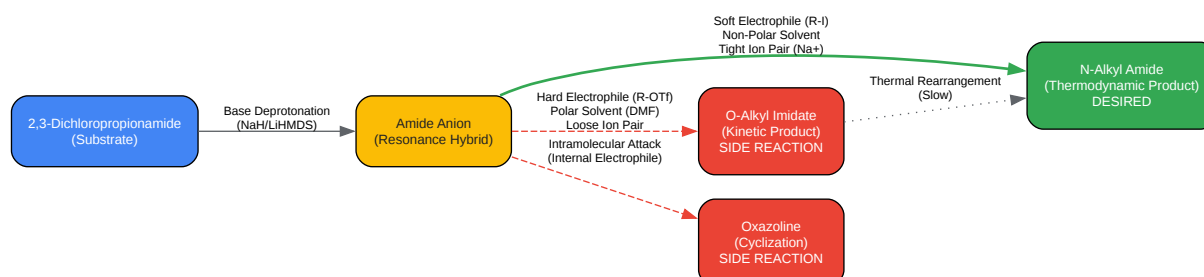 2,3-Dichloropropionamide
(Substrate)
Base Deprotonation
(NaH/LiHMDS)
Amide Anion
(Resonance Hybrid)
Soft Electrophile (R-I)
Non-Polar Solvent
Tight Ion Pair (Na+)
Hard Electrophile (R-OTf)
Polar Solvent (DMF)
Loose Ion Pair
Intramolecular Attack
(Internal Electrophile)
O-Alkyl Imidate
(Kinetic Product)
SIDE REACTION
Oxazoline
(Cyclization)
SIDE REACTION
Thermal Rearrangement
(Slow)
N-Alkyl Amide
(Thermodynamic Product)
DESIRED